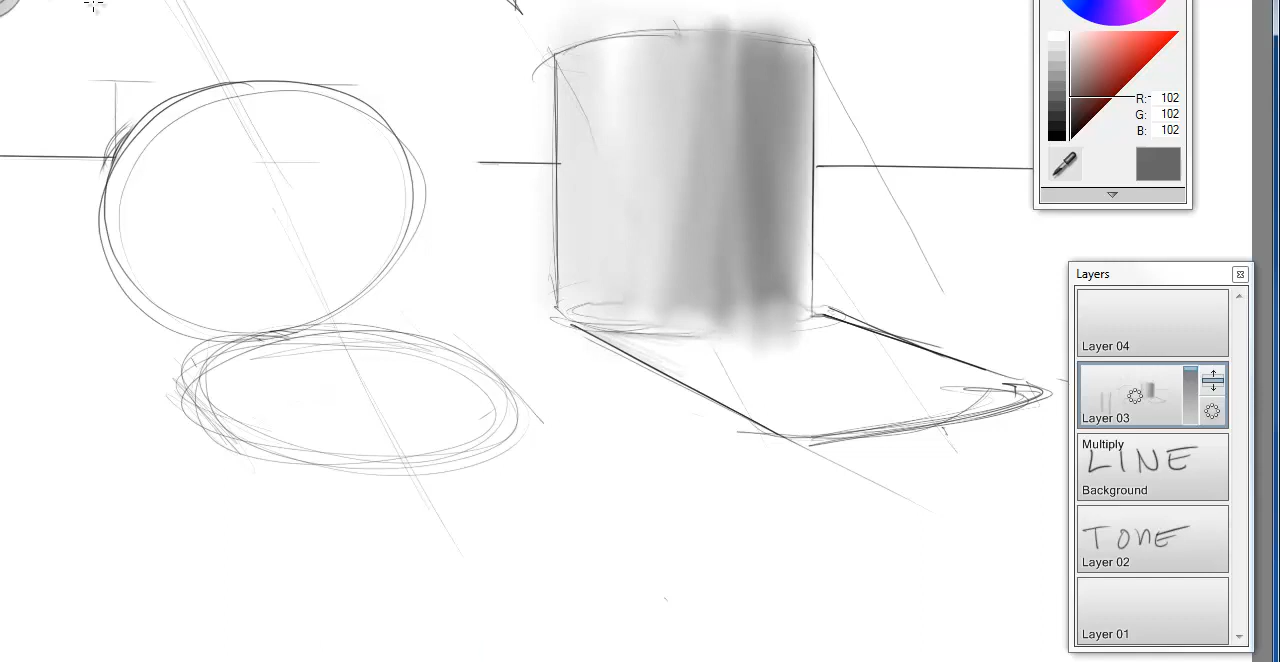 R: 102
G: 102
B: 102
Layers
Layer 04
Layer 03
Multiply
LINE
Background
TONE
Layer 02
Layer 01